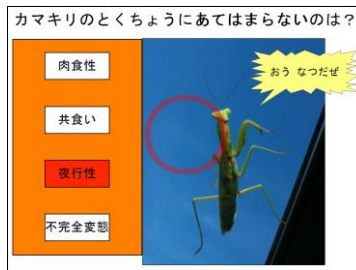 カマキリのとくちょうにあてはまらないのは？
肉食性
おう なつだぜ
共食い
夜行性
不完全変態